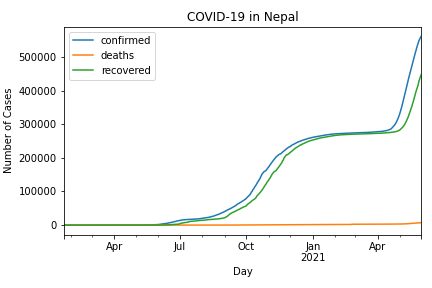 COVID-19 in Nepal
confirmed
deaths
recovered
Number of Cases
500000
400000
300000
200000
100000
0
Apr Jul Oct Jan Apr
2021
Day